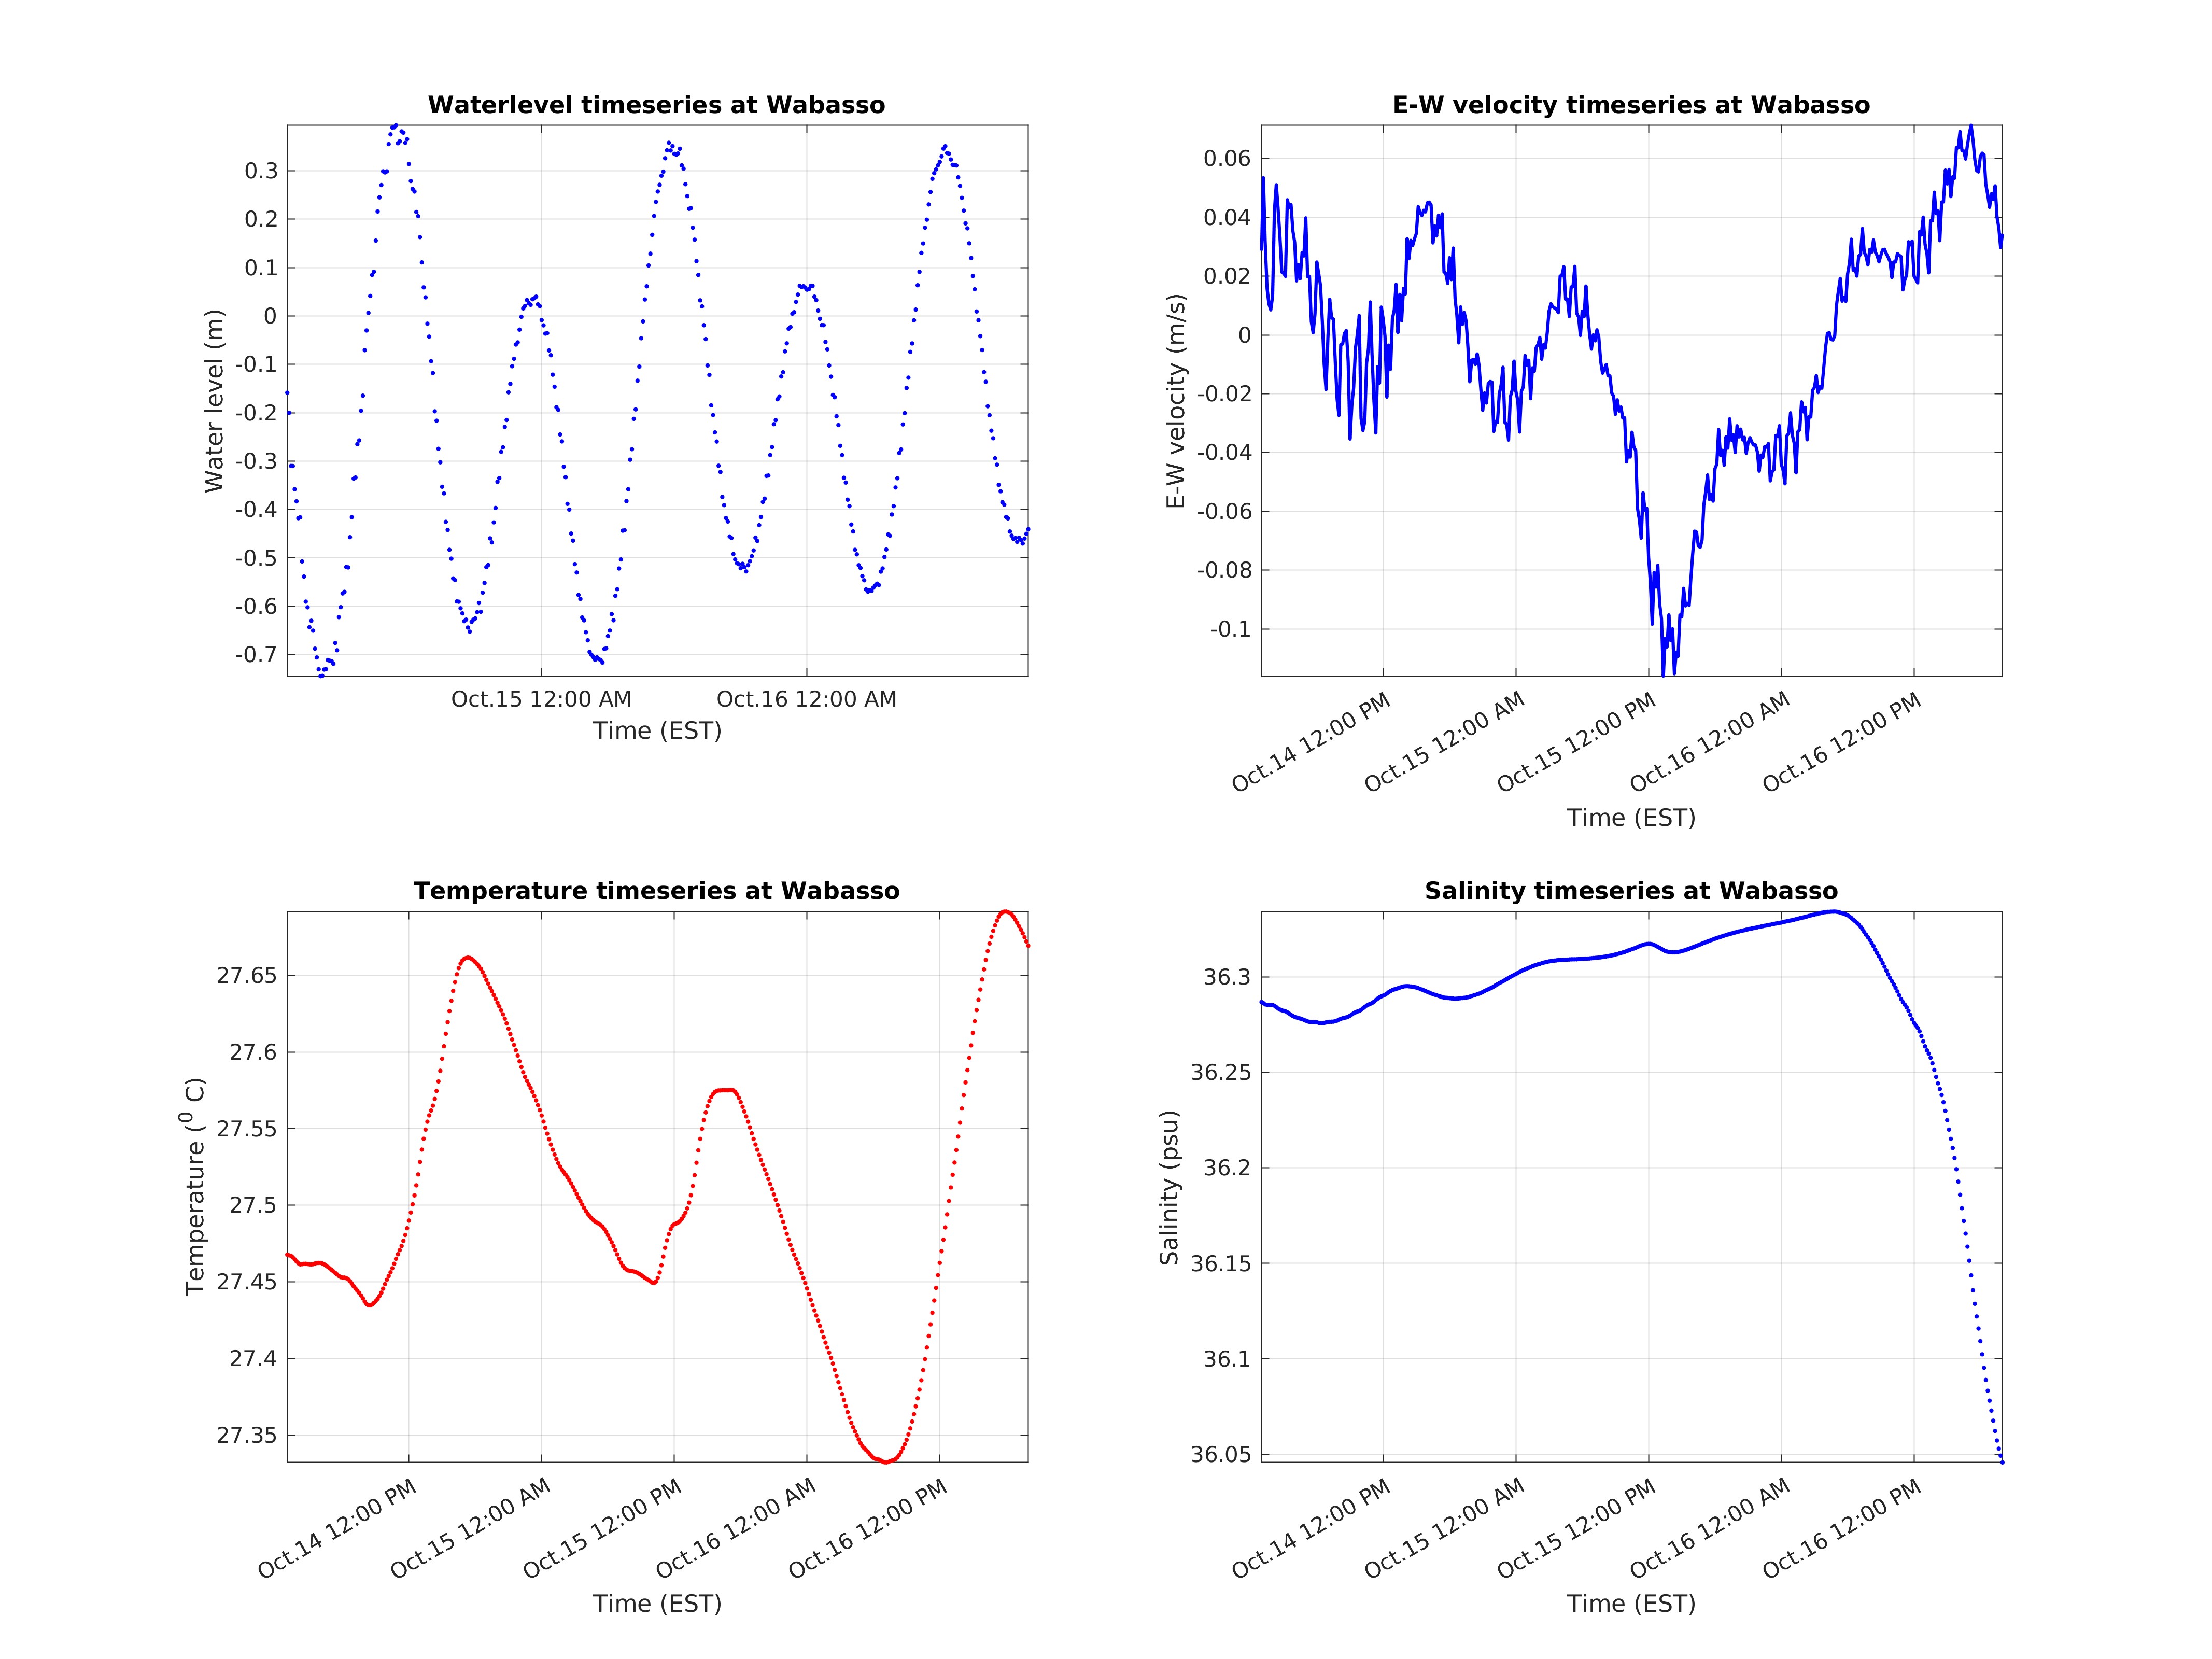 Waterlevel timeseries at Wabasso
0.3
0.2
0.1
0
-0.1
-0.2
-0.3
-0.4
-0.5
-0.6
-0.7
Water level (m)
Oct.15 12:00 AM
Oct.16 12:00 AM
Time (EST)
E-W velocity timeseries at Wabasso
0.06
0.04
0.02
0
-0.02
-0.04
-0.06
-0.08
-0.1
E-W velocity (m/s)
Oct.14 12:00 PM
Oct.15 12:00 AM
Oct.15 12:00 PM
Oct.16 12:00 AM
Oct.16 12:00 PM
Time (EST)
Temperature timeseries at Wabasso
27.65
27.6
27.55
27.5
27.45
27.4
27.35
Temperature (⁰ C)
Oct.14 12:00 PM
Oct.15 12:00 AM
Oct.15 12:00 PM
Oct.16 12:00 AM
Oct.16 12:00 PM
Time (EST)
Salinity timeseries at Wabasso
36.3
36.25
36.2
36.15
36.1
36.05
Salinity (psu)
Oct.14 12:00 PM
Oct.15 12:00 AM
Oct.15 12:00 PM
Oct.16 12:00 AM
Oct.16 12:00 PM
Time (EST)